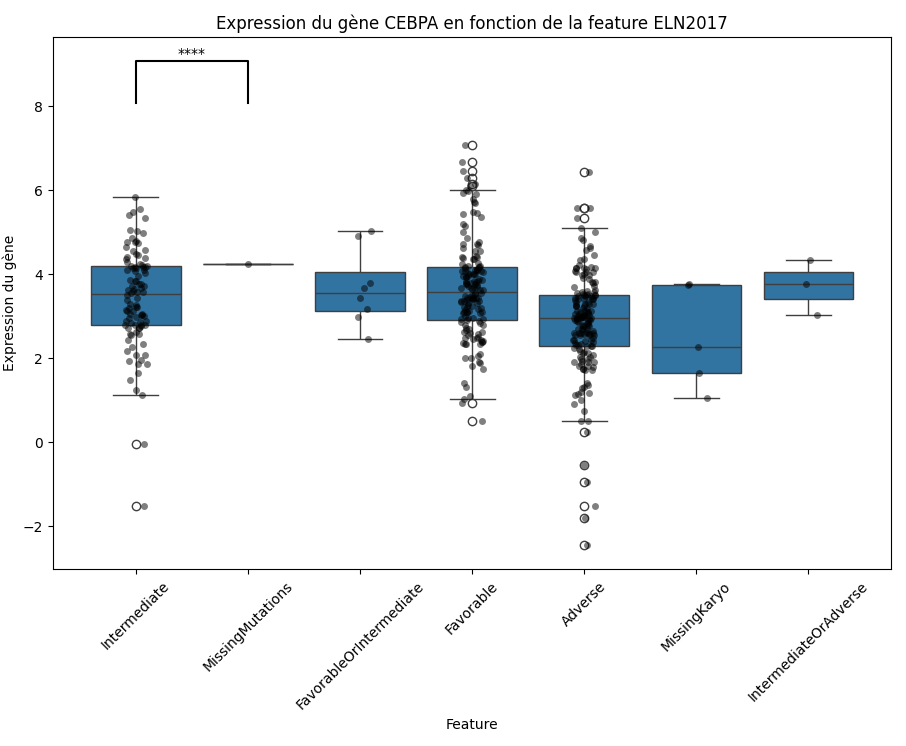 Expression du gène CEBPA en fonction de la feature ELN2017
****
Expression du gène
8
6
4
2
0
−2
Intermediate
MissingMutations
FavorableOrIntermediate
Favorable
Adverse
MissingKaryo
IntermediateOrAdverse
Feature